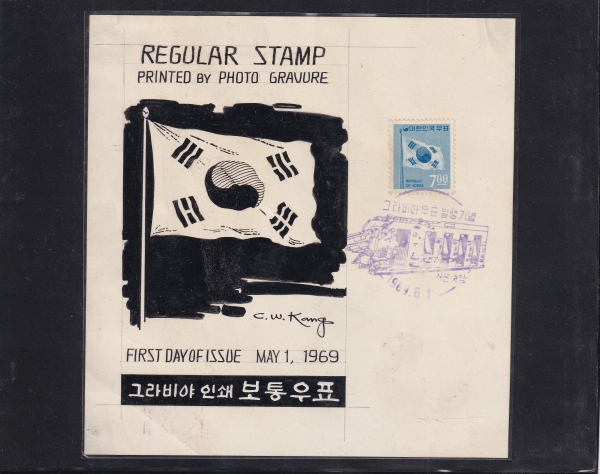 REGULAR STAMP
PRINTED BY PHOTO GRAVURE
대한민국우표
REPUBLIC
OF KOREA
7.00
C. W. Kang
FIRST DAY OF ISSUE MAY 1, 1969
그라비야 인쇄 보통우표